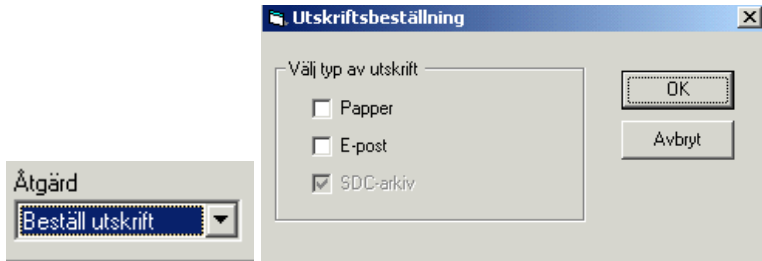 Utskriftsbeställning
Välj typ av utskrift
Papper
E-post
SDC-arkiv
OK
Avbryt
Åtgärd
Beställ utskrift